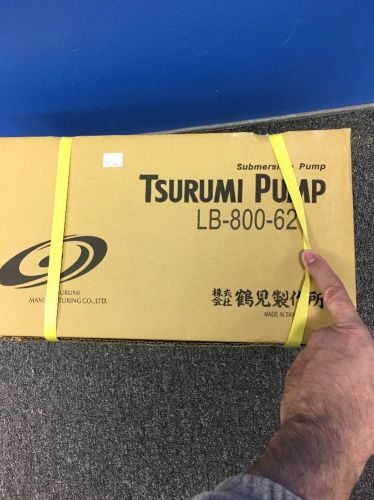 Submersible Pump
TSURUMI PUMP
LB-800-62
TSURUMI
MANUFACTURING CO.,LTD.
株式会社 鶴見製作所
MADE IN